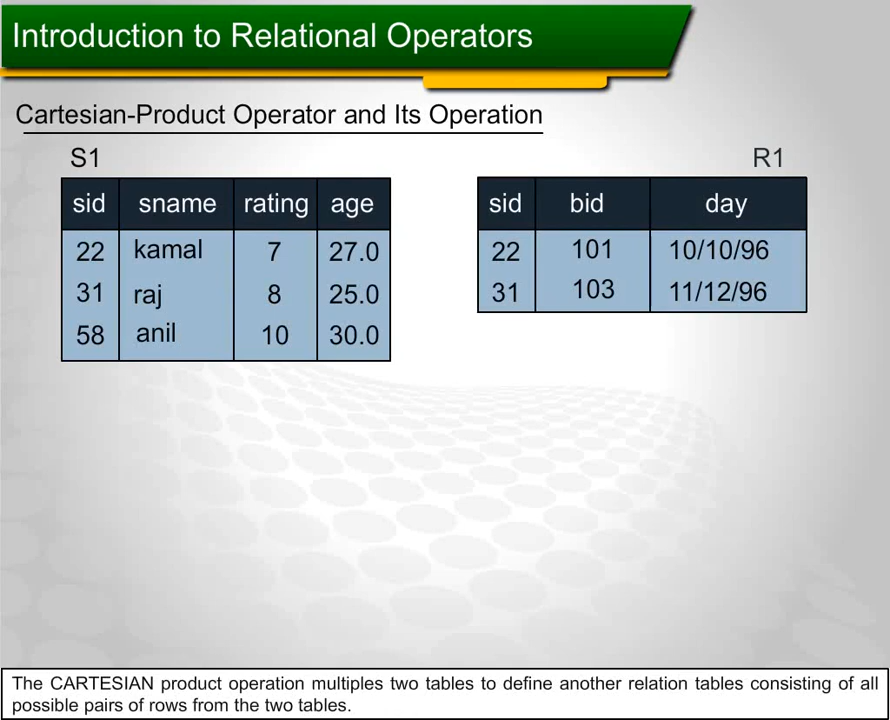 Introduction to Relational Operators
Cartesian-Product Operator and Its Operation
S1
sid sname rating age
22 kamal 7 27.0
31 raj 8 25.0
58 anil 10 30.0
R1
sid bid day
22 101 10/10/96
31 103 11/12/96
The CARTESIAN product operation multiples two tables to define another relation tables consisting of all
possible pairs of rows from the two tables.